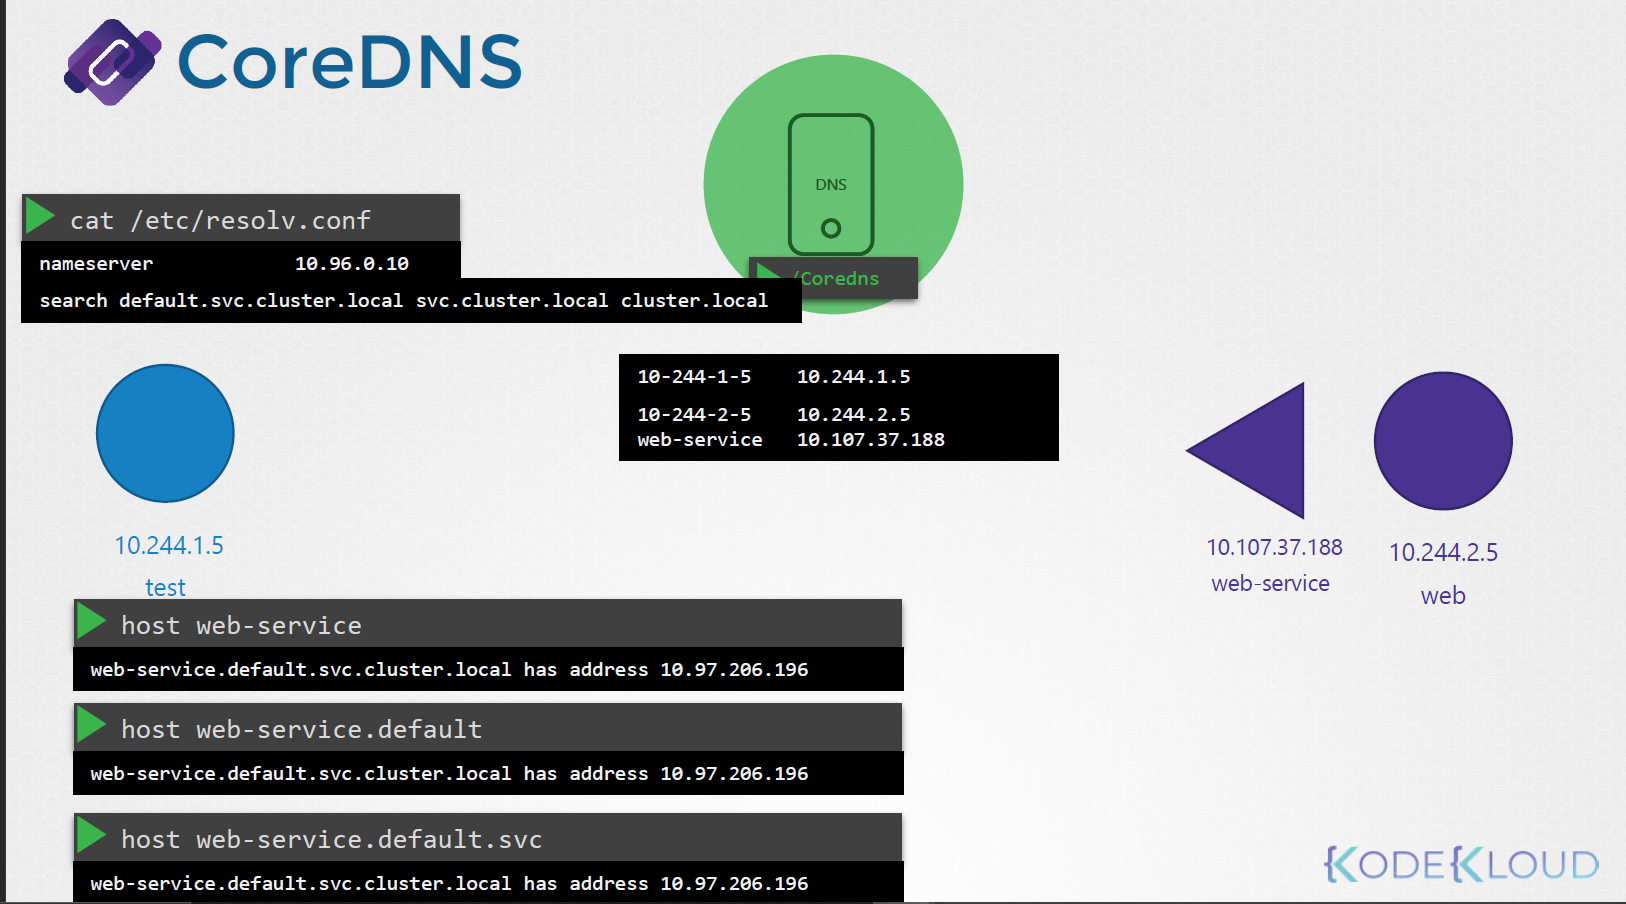 CoreDNS
DNS
cat /etc/resolv.conf
nameserver 10.96.0.10
/Coredns
search default.svc.cluster.local svc.cluster.local cluster.local
10-244-1-5 10.244.1.5
10-244-2-5 10.244.2.5
web-service 10.107.37.188
10.244.1.5
test
10.107.37.188
web-service
10.244.2.5
web
host web-service
web-service.default.svc.cluster.local has address 10.97.206.196
host web-service.default
web-service.default.svc.cluster.local has address 10.97.206.196
host web-service.default.svc
web-service.default.svc.cluster.local has address 10.97.206.196
KODEKLOUD